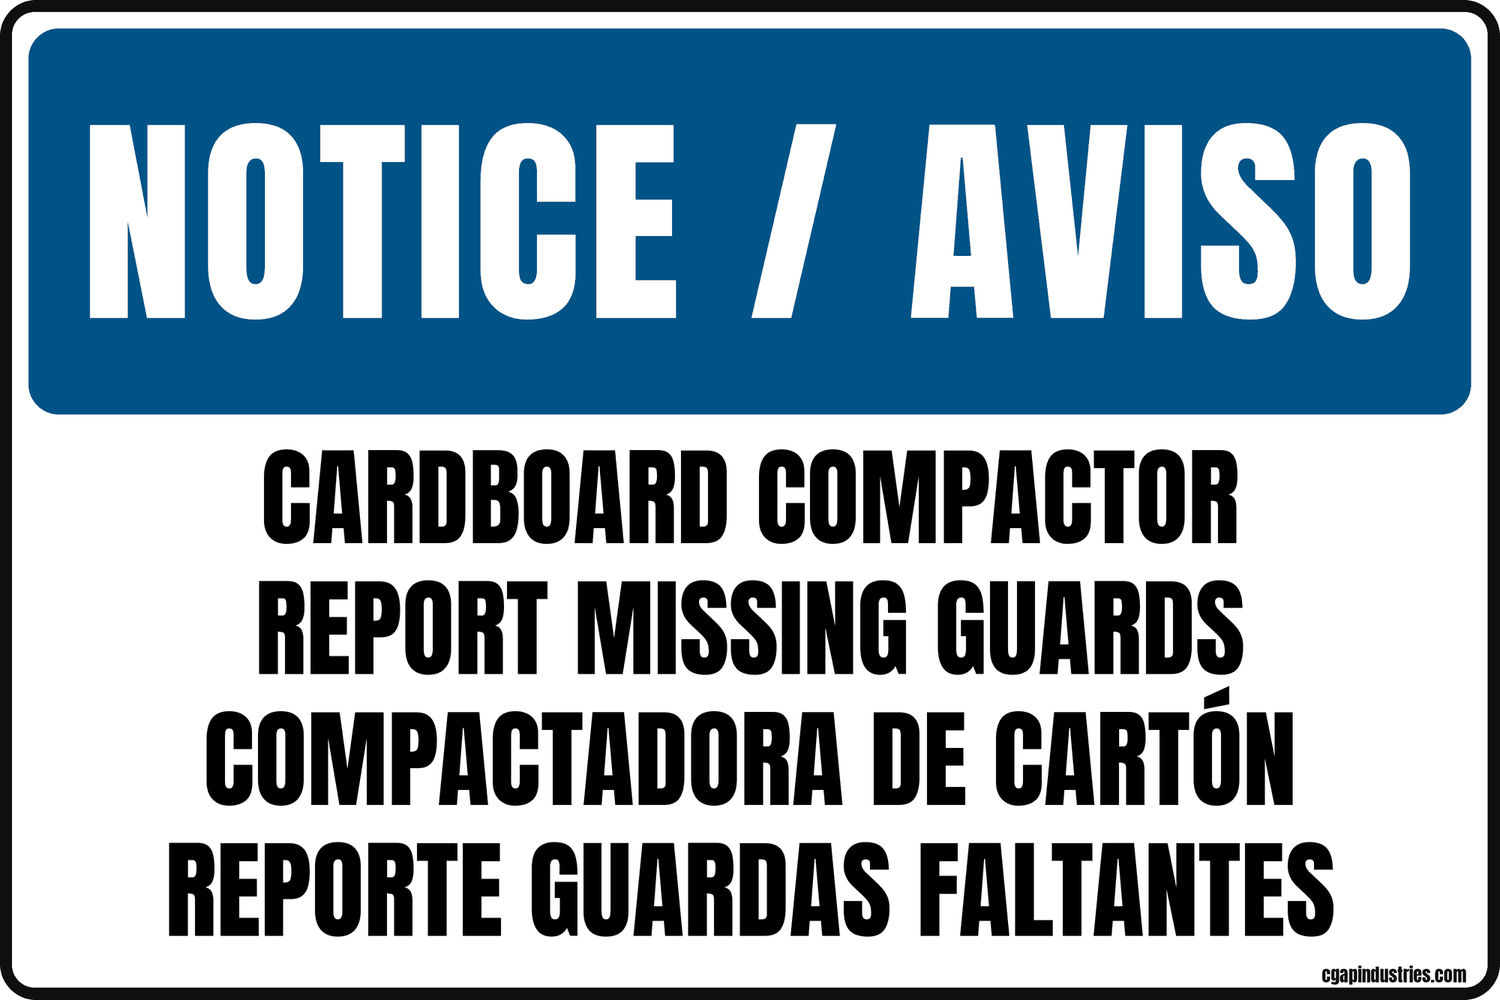 NOTICE / AVISO
CARDBOARD COMPACTOR
REPORT MISSING GUARDS
COMPACTADORA DE CARTÓN
REPORTE GUARDAS FALTANTES
cgapindustries.com